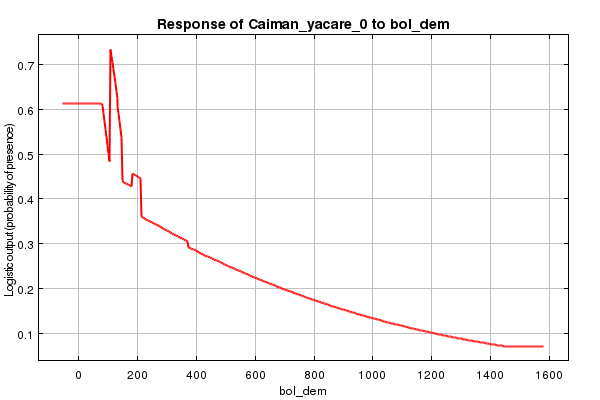 Response of Caiman_yacare_0 to bol_dem
Logistic output (probability of presence)
0.7
0.6
0.5
0.4
0.3
0.2
0.1
0 200 400 600 800 1000 1200 1400 1600
bol_dem